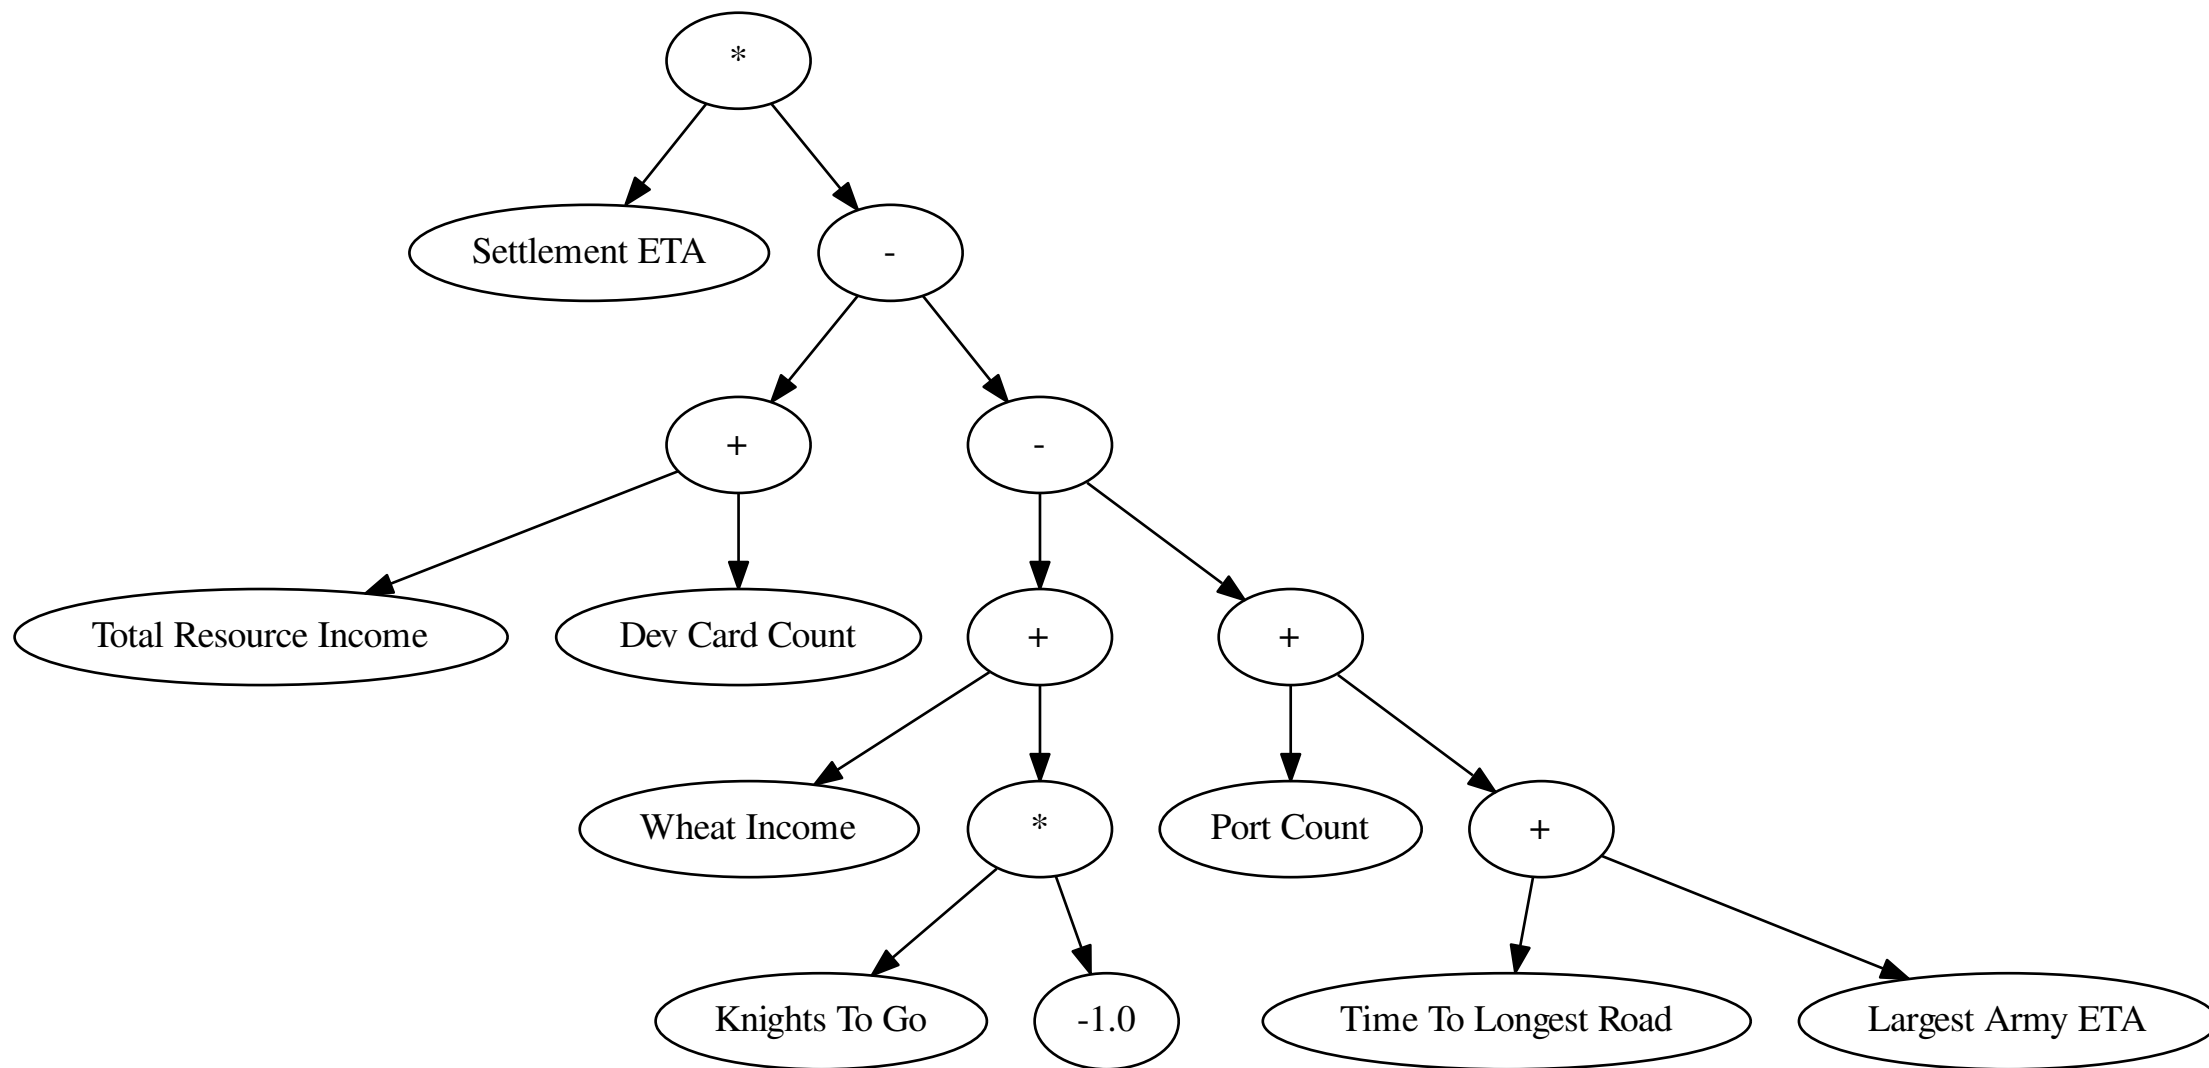 *
Settlement ETA
-
+
-
Total Resource Income
Dev Card Count
+
+
Wheat Income
*
Port Count
+
Knights To Go
-1.0
Time To Longest Road
Largest Army ETA